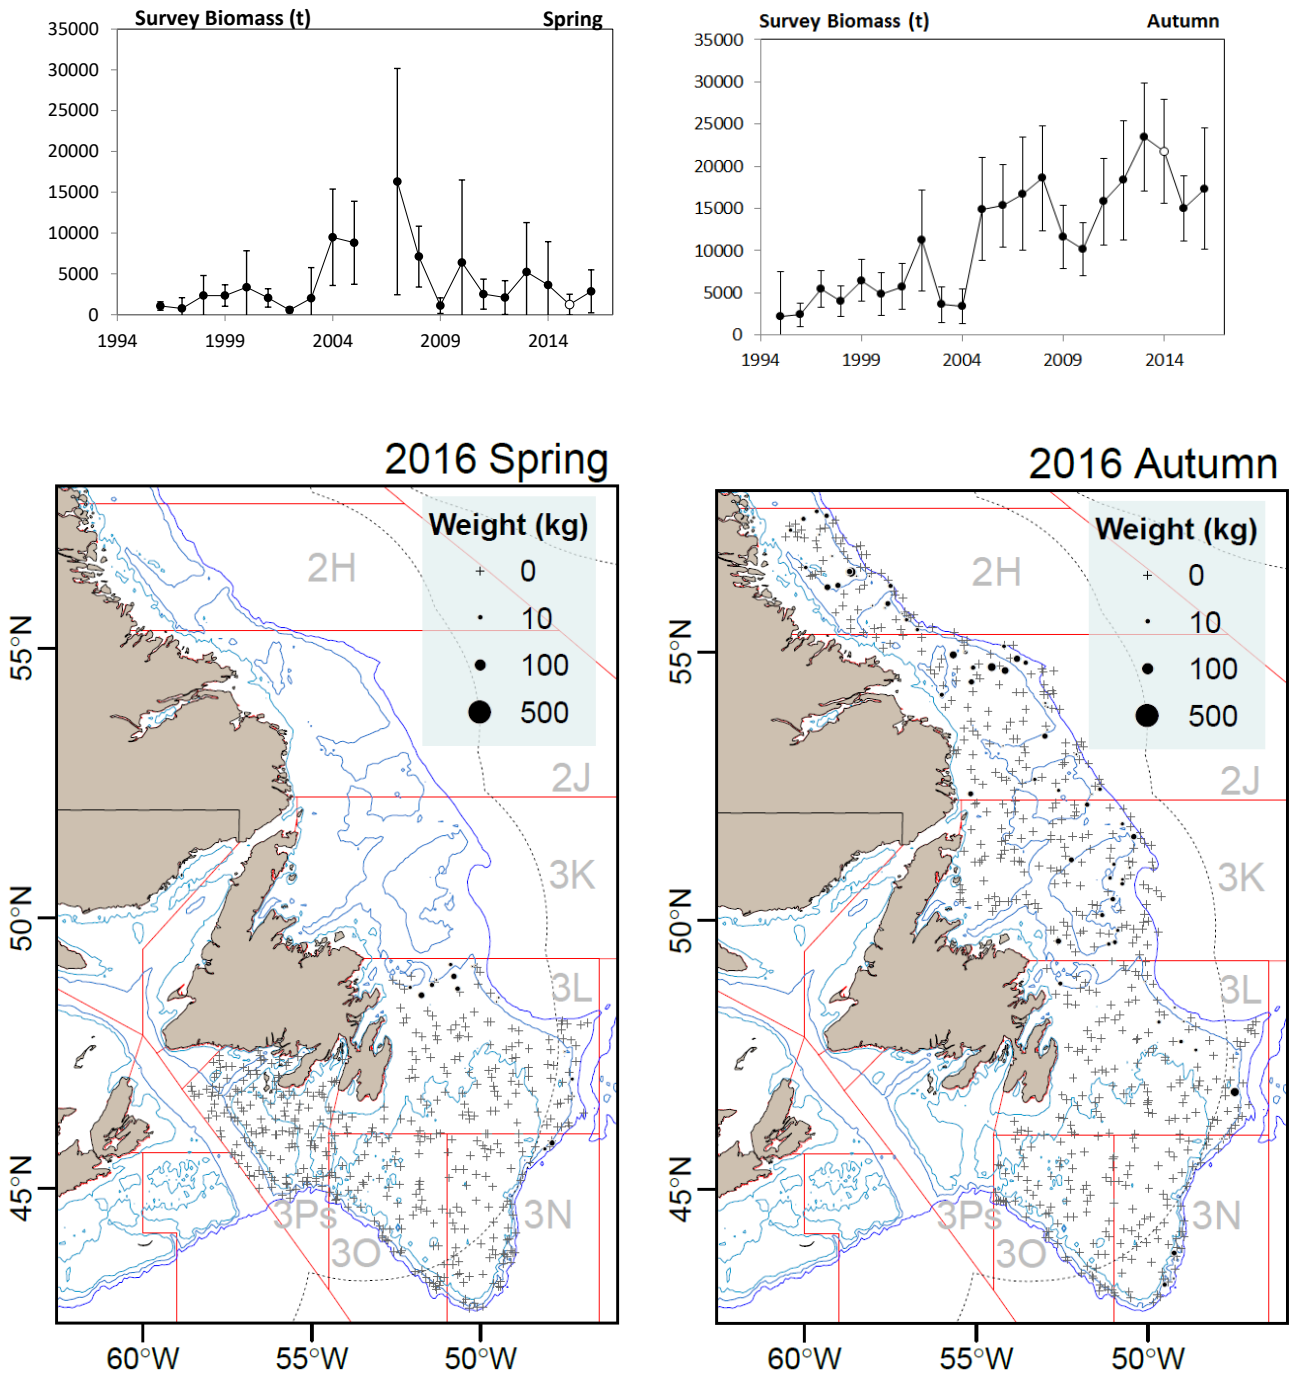 Survey Biomass (t) Spring
35000
30000
25000
20000
15000
10000
5000
0
1994 1999 2004 2009 2014
Survey Biomass (t) Autumn
35000
30000
25000
20000
15000
10000
5000
0
1994 1999 2004 2009 2014
2016 Spring
Weight (kg)
0
10
100
500
2H
2J
3K
3L
3N
3O
3Ps
55°N
50°N
45°N
60°W 55°W 50°W
2016 Autumn
Weight (kg)
0
10
100
500
2H
2J
3K
3L
3N
3O
3Ps
55°N
50°N
45°N
60°W 55°W 50°W